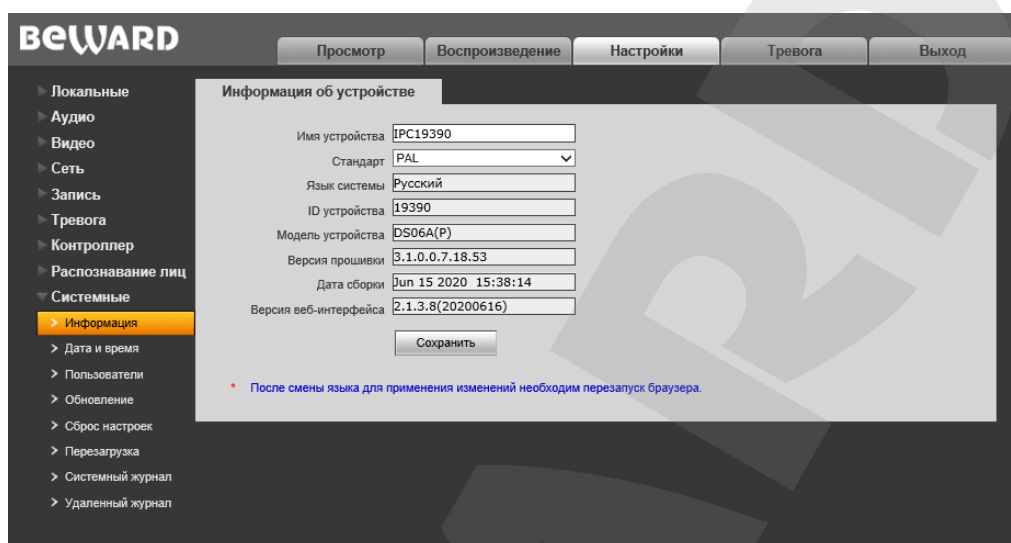 BEWARD
Просмотр
Воспроизведение
Настройки
Тревога
Выход
Локальные
Аудио
Видео
Сеть
Запись
Тревога
Контроллер
Распознавание лиц
Системные
Информация
Дата и время
Пользователи
Обновление
Сброс настроек
Перезагрузка
Системный журнал
Удаленный журнал
Информация об устройстве
Имя устройства IPC19390
Стандарт PAL
Язык системы Русский
ID устройства 19390
Модель устройства DS06A(P)
Версия прошивки 3.1.0.0.7.18.53
Дата сборки Jun 15 2020 15:38:14
Версия веб-интерфейса 2.1.3.8(20200616)
Сохранить
* После смены языка для применения изменений необходим перезапуск браузера.